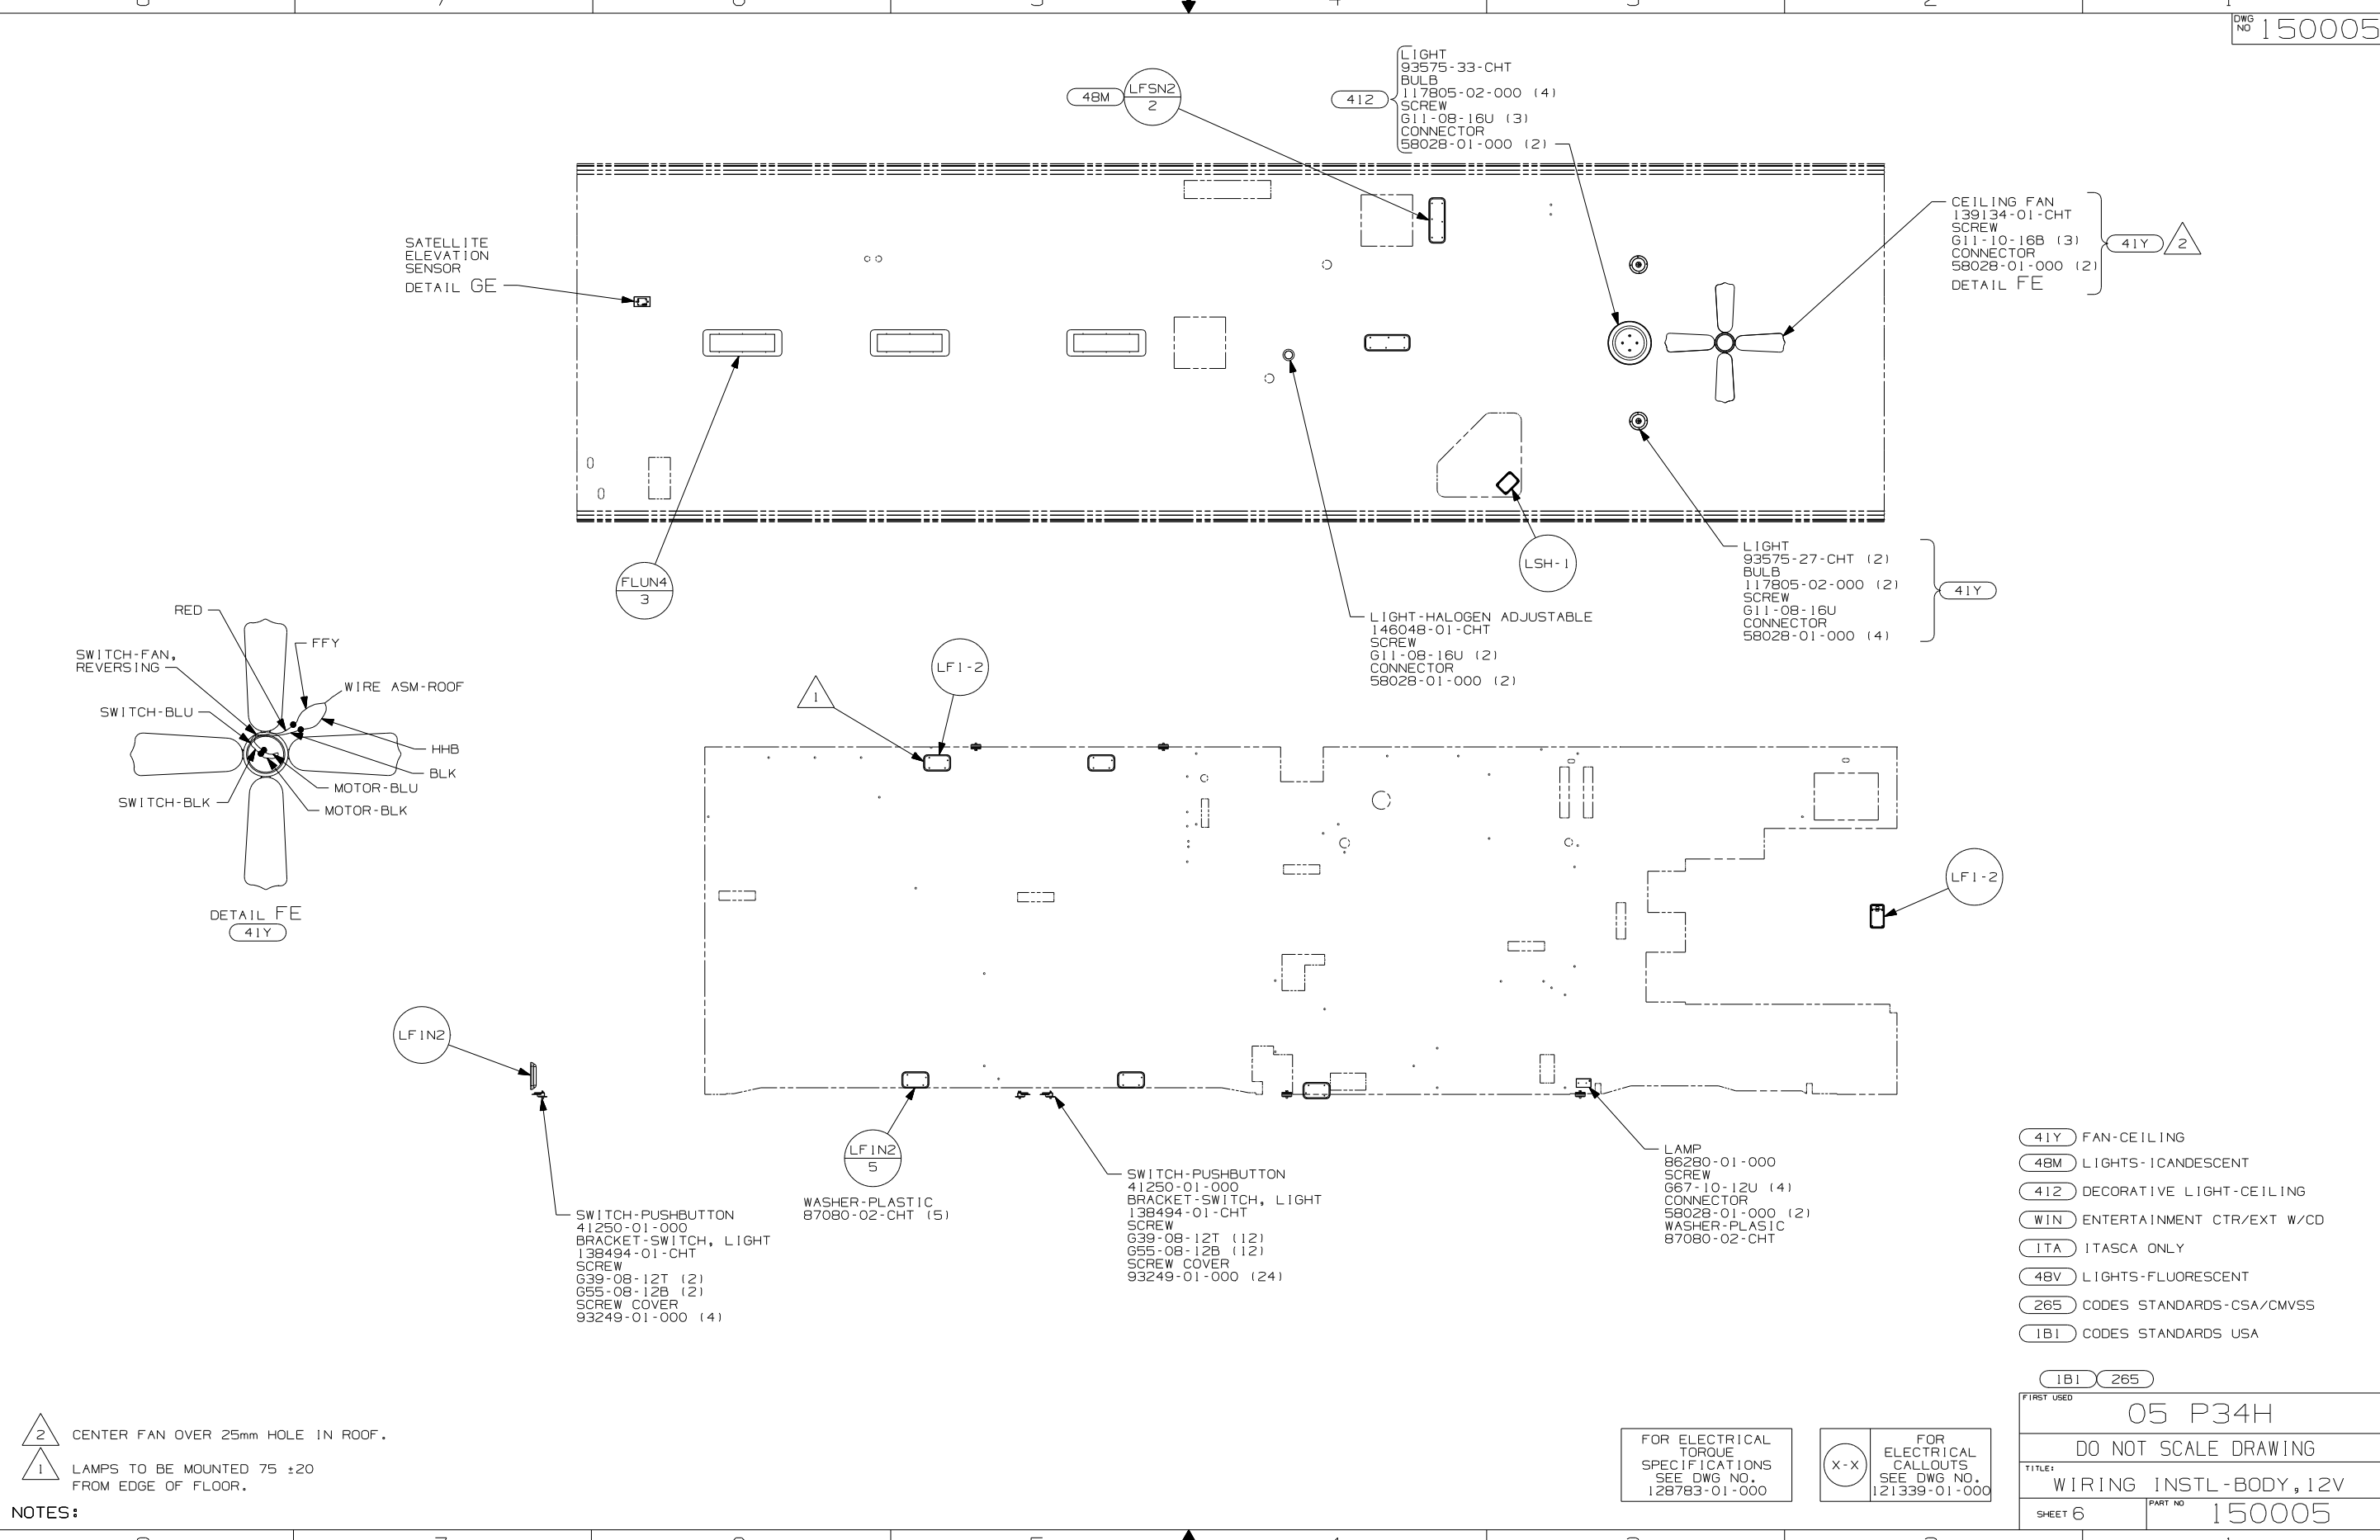 DWG
NO 150005
LIGHT
93575-33-CHT
BULB
117805-02-000 (4)
SCREW
G11-08-16U (3)
CONNECTOR
58028-01-000 (2)
412
48M
LFSN2
2
CEILING FAN
139134-01-CHT
SCREW
G11-10-16B (3)
CONNECTOR
58028-01-000 (2)
DETAIL FE
41Y
2
SATELLITE
ELEVATION
SENSOR
DETAIL GE
FLUN4
3
LSH-1
LIGHT
93575-27-CHT (2)
BULB
117805-02-000 (2)
SCREW
G11-08-16U
CONNECTOR
58028-01-000 (4)
41Y
LIGHT-HALOGEN ADJUSTABLE
146048-01-CHT
SCREW
G11-08-16U (2)
CONNECTOR
58028-01-000 (2)
RED
FFY
SWITCH-FAN,
REVERSING
WIRE ASM-ROOF
SWITCH-BLU
HHB
BLK
MOTOR-BLU
SWITCH-BLK
MOTOR-BLK
DETAIL FE
41Y
1
LF1-2
LF1-2
LF1N2
LF1N2
5
WASHER-PLASTIC
87080-02-CHT (5)
SWITCH-PUSHBUTTON
41250-01-000
BRACKET-SWITCH, LIGHT
138494-01-CHT
SCREW
G39-08-12T (2)
G55-08-12B (2)
SCREW COVER
93249-01-000 (4)
SWITCH-PUSHBUTTON
41250-01-000
BRACKET-SWITCH, LIGHT
138494-01-CHT
SCREW
G39-08-12T (12)
G55-08-12B (12)
SCREW COVER
93249-01-000 (24)
LAMP
86280-01-000
SCREW
G67-10-12U (4)
CONNECTOR
58028-01-000 (2)
WASHER-PLASIC
87080-02-CHT
41Y FAN-CEILING
48M LIGHTS-ICANDESCENT
412 DECORATIVE LIGHT-CEILING
WIN ENTERTAINMENT CTR/EXT W/CD
ITA ITASCA ONLY
48V LIGHTS-FLUORESCENT
265 CODES STANDARDS-CSA/CMVSS
1B1 CODES STANDARDS USA
1B1 265
FIRST USED
05 P34H
DO NOT SCALE DRAWING
TITLE:
WIRING INSTL-BODY,12V
SHEET 6
PART NO 150005
FOR ELECTRICAL
TORQUE
SPECIFICATIONS
SEE DWG NO.
128783-01-000
X-X
FOR
ELECTRICAL
CALLOUTS
SEE DWG NO.
121339-01-000
2 CENTER FAN OVER 25mm HOLE IN ROOF.
1 LAMPS TO BE MOUNTED 75 ±20
FROM EDGE OF FLOOR.
NOTES: